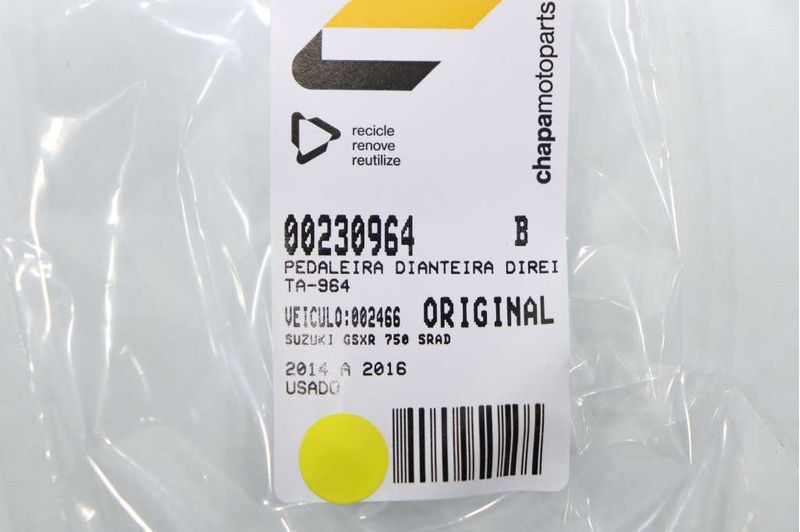 chapamotoparts
recicle
renove
reutilize
00230964 B
PEDALEIRA DIANTEIRA DIREI
TA-964
VEICULO:002466 ORIGINAL
SUZUKI GSXR 750 SRAD
2014 A 2016
USADO